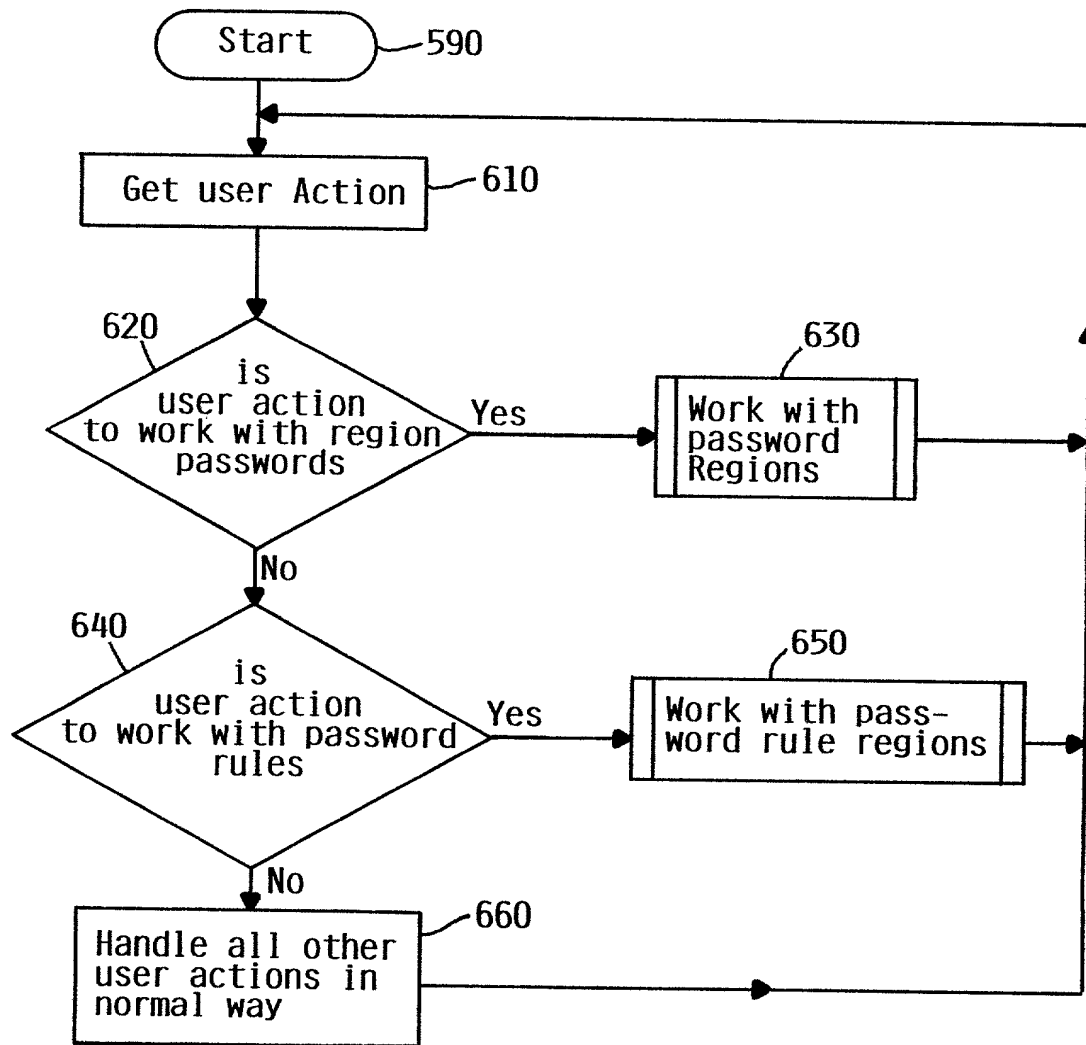 Start
590
Get user Action
610
620
is
user action
to work with region
passwords
Yes
630
Work with
password
Regions
No
640
is
user action
to work with password
rules
Yes
650
Work with pass-
word rule regions
No
660
Handle all other
user actions in
normal way